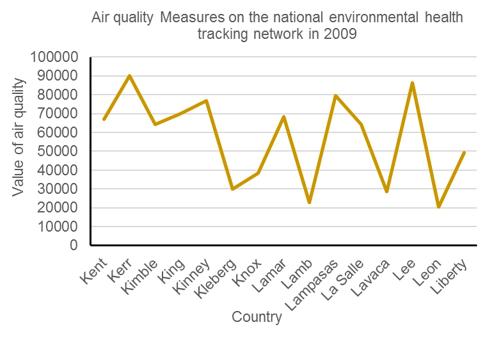 Air quality Measures on the national environmental health
tracking network in 2009
Value of air quality
100000
90000
80000
70000
60000
50000
40000
30000
20000
10000
0
Kent
Kerr
Kimble
King
Kinney
Kleberg
Knox
Lamar
Lamb
Lampasas
La Salle
Lavaca
Lee
Leon
Liberty
Country